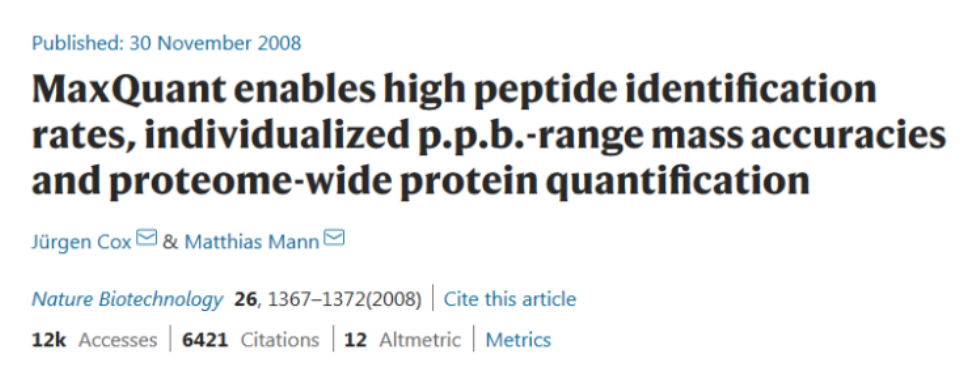 Published: 30 November 2008
MaxQuant enables high peptide identification
rates, individualized p.p.b.-range mass accuracies
and proteome-wide protein quantification
Jürgen Cox & Matthias Mann
Nature Biotechnology 26, 1367–1372(2008) | Cite this article
12k Accesses | 6421 Citations | 12 Altmetric | Metrics